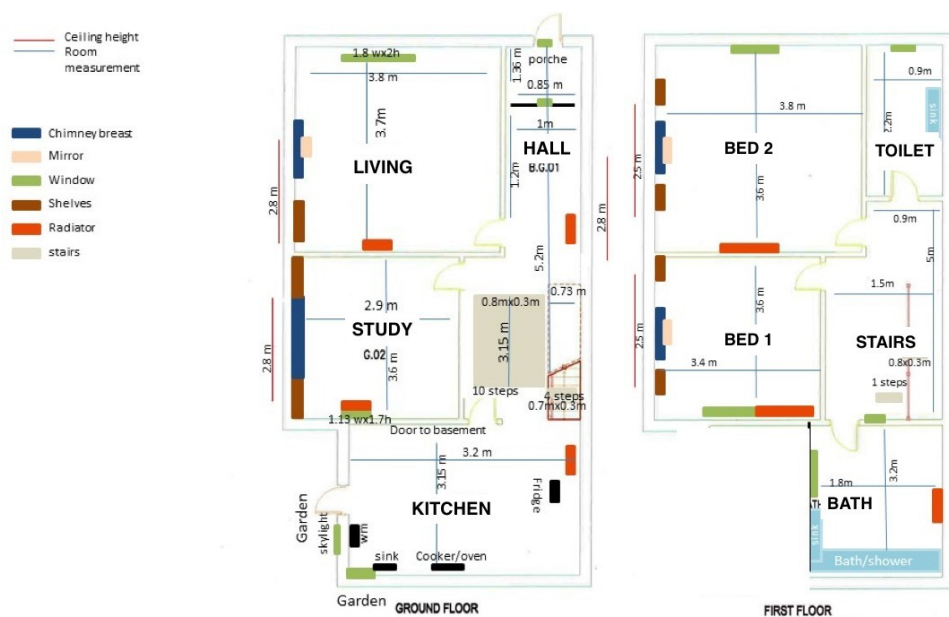 Ceiling height
Room
measurement
Chimney breast
Mirror
Window
Shelves
Radiator
stairs
1.8 wx2h
3.8 m
3.7m
LIVING
2.8 m
porche
1.36 m
0.85 m
1m
HALL
B.G.01
1.2m
5.2m
2.8 m
0.73 m
2.9 m
STUDY
G.02
3.6 m
2.8 m
1.13 wx1.7h
0.8mx0.3m
3.15 m
10 steps
4 steps
0.7mx0.3m
Door to basement
3.2 m
3.15 m
KITCHEN
Fridge
Garden
skylight
wm
sink
Cooker/oven
Garden
GROUND FLOOR
3.8 m
BED 2
3.6 m
2.5 m
0.9m
sink
TOILET
0.9m
5m
1.5m
STAIRS
0.8x0.3m
1 steps
3.6 m
BED 1
3.4 m
2.5 m
3.2m
1.8m
BATH
sink
Bath/shower
FIRST FLOOR